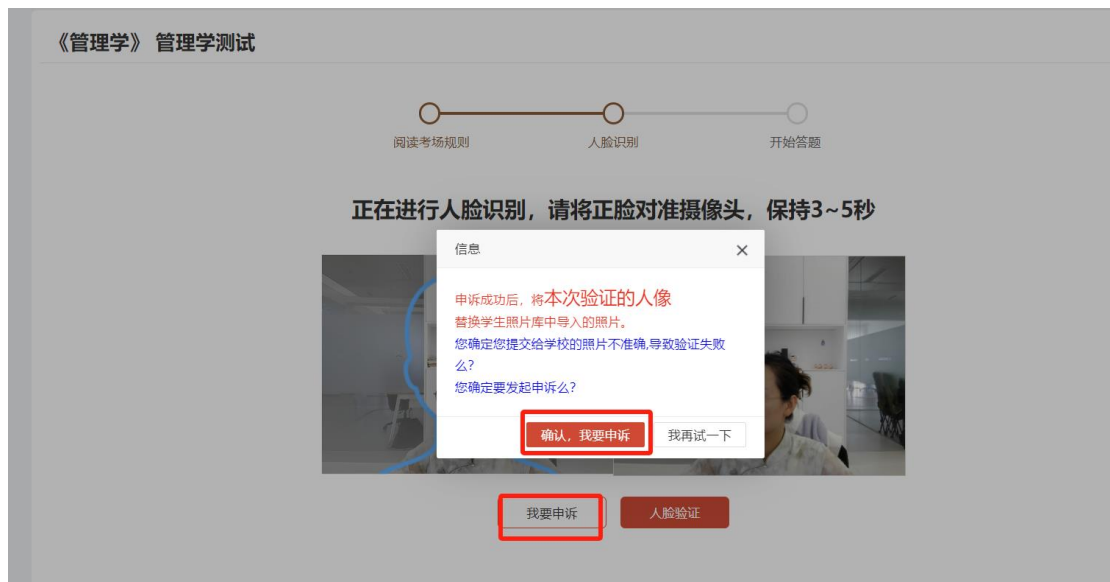 《管理学》 管理学测试
阅读考场规则
人脸识别
开始答题
正在进行人脸识别，请将正脸对准摄像头，保持3~5秒
信息
申诉成功后，将本次验证的人像
替换学生照片库中导入的照片。
您确定您提交给学校的照片不准确,导致验证失败
么?
您确定要发起申诉么?
确认，我要申诉
我再试一下
我要申诉
人脸验证